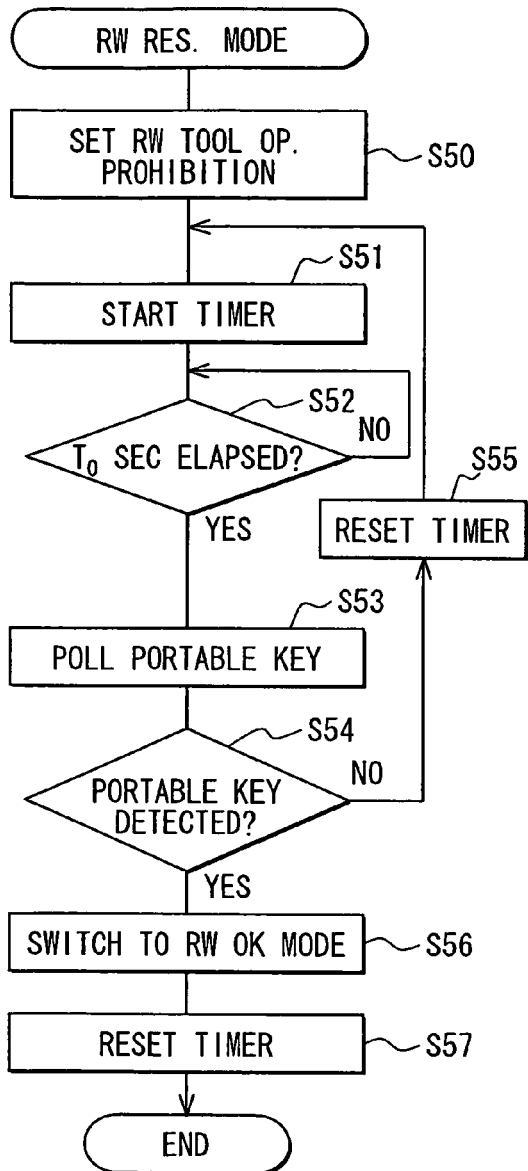 RW RES. MODE
SET RW TOOL OP.
PROHIBITION
S50
S51
START TIMER
S52
T₀ SEC ELAPSED?
NO
YES
S55
RESET TIMER
S53
POLL PORTABLE KEY
S54
PORTABLE KEY
DETECTED?
NO
YES
SWITCH TO RW OK MODE
S56
RESET TIMER
S57
END